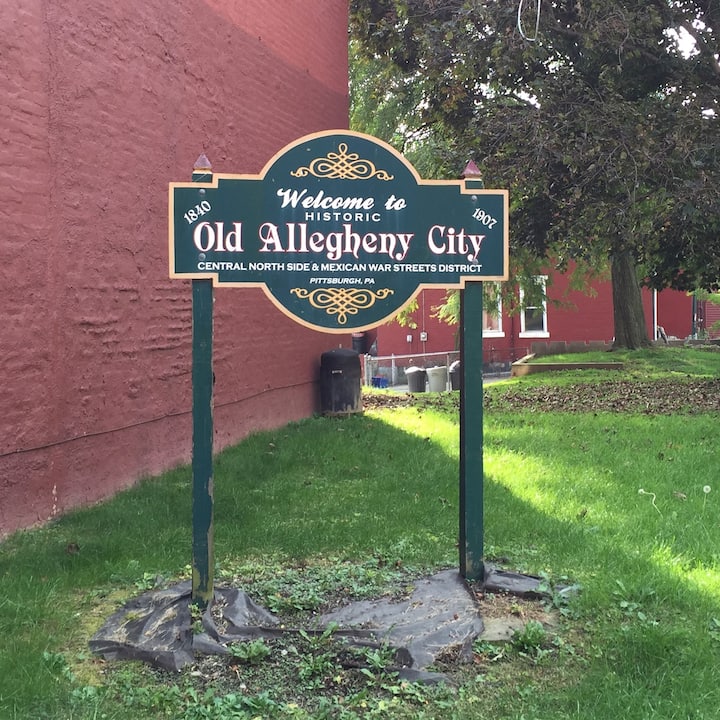 Welcome to
HISTORIC
1840
1907
Old Allegheny City
CENTRAL NORTH SIDE & MEXICAN WAR STREETS DISTRICT
PITTSBURGH, PA